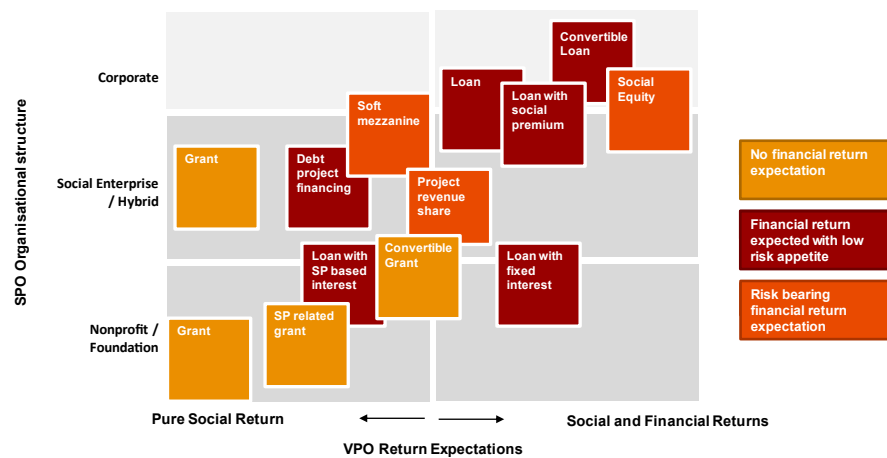 Convertible
Loan
Corporate
Loan
Social
Equity
Loan with
social
premium
Soft
mezzanine
SPO Organisational structure
Grant
Debt
project
financing
No financial return
expectation
Social Enterprise
/ Hybrid
Project
revenue
share
Financial return
expected with low
risk appetite
Loan with
SP based
interest
Convertible
Grant
Loan with
fixed
interest
Risk bearing
financial return
expectation
Nonprofit /
Foundation
Grant
SP related
grant
Pure Social Return
Social and Financial Returns
VPO Return Expectations